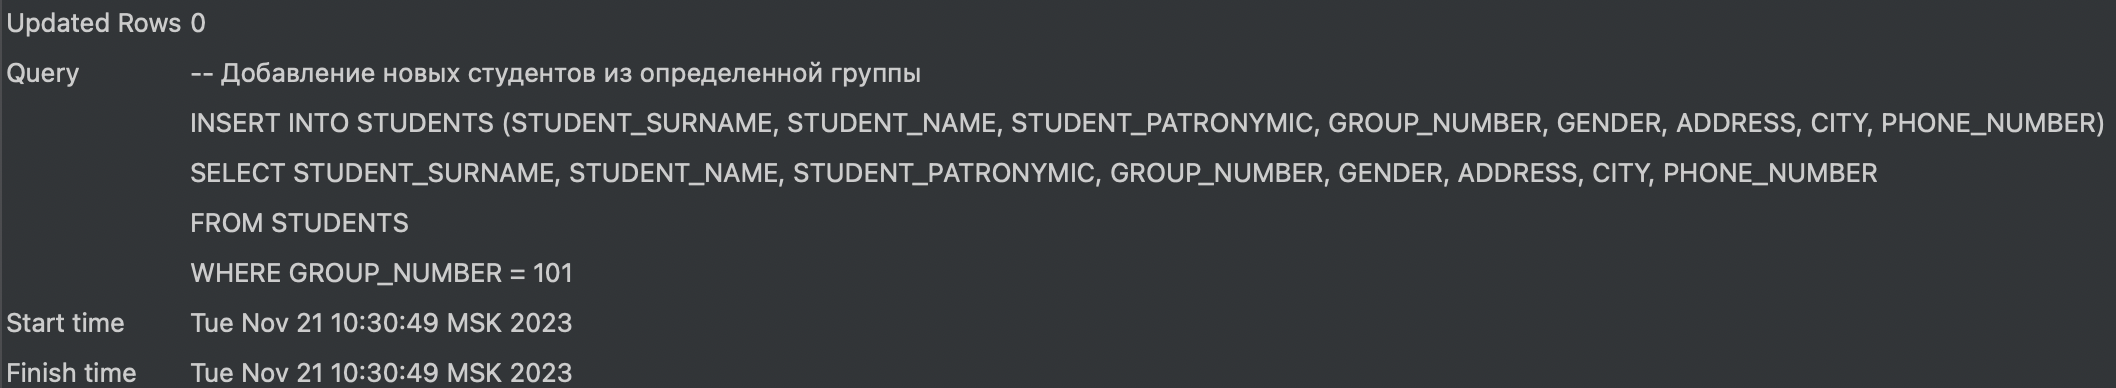 Updated Rows 0
Query -- Добавление новых студентов из определенной группы
INSERT INTO STUDENTS (STUDENT_SURNAME, STUDENT_NAME, STUDENT_PATRONYMIC, GROUP_NUMBER, GENDER, ADDRESS, CITY, PHONE_NUMBER)
SELECT STUDENT_SURNAME, STUDENT_NAME, STUDENT_PATRONYMIC, GROUP_NUMBER, GENDER, ADDRESS, CITY, PHONE_NUMBER
FROM STUDENTS
WHERE GROUP_NUMBER = 101
Start time Tue Nov 21 10:30:49 MSK 2023
Finish time Tue Nov 21 10:30:49 MSK 2023